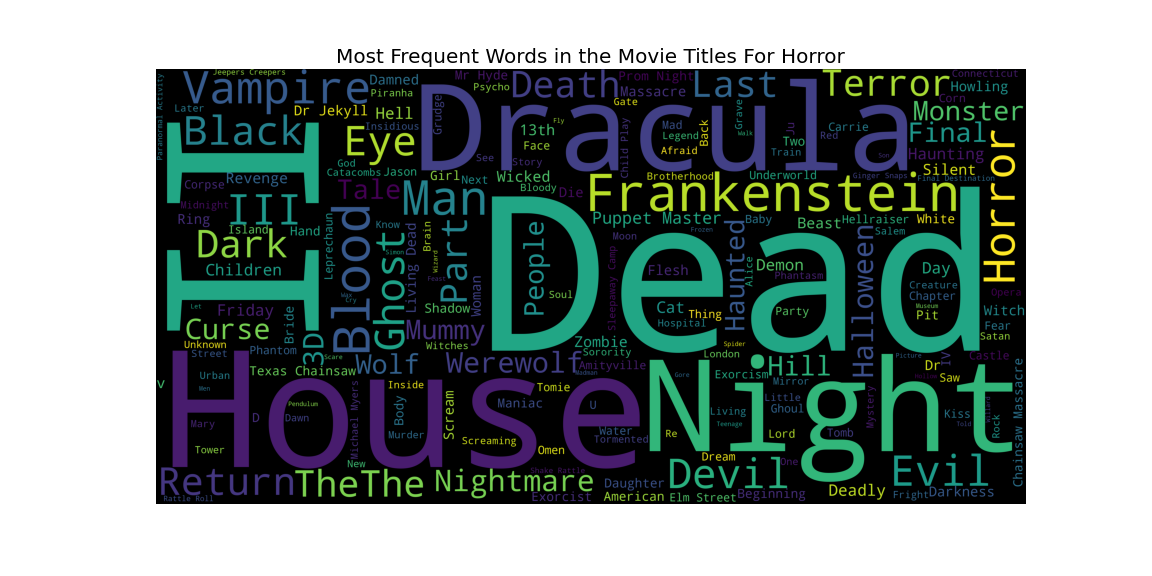 Most Frequent Words in the Movie Titles For Horror
Jeepers Creepers
Vampire
Damned
Mr Hyde
Psycho
Death
Prom Night
Massacre
Last
Terror
Connecticut
Howling
Paranormal Activity
Later
Dr Jekyll
Piranha
Hell
Insidious
Grudge
Dracula
Gate
Fly
Child Play
Mad
Legend
Afraid
Back
Grave
Walk
Ju
Two
Train
Carrie
Red
Corn
Monster
Final
Haunting
Silent
Black
II
Eye
God
Catacombs
Jason
See
13th
Face
Story
Girl
Next
Wicked
Bloody
Die
Brotherhood
Underworld
Son
Ginger Snaps
Final Destination
Horror
Corpse
Revenge
Midnight
Ring
III
Island
Hand
Tale
Man
Frankenstein
Puppet Master
Baby
Beast
Hellraiser
Salem
White
Dark
Children
Leprechaun
Blood
Know
Simon
Ghost
Living Dead
Brain
Wizard
Feast
Part
Woman
People
Soul
Dead
Moon
Frozen
Sleepaway Camp
Flesh
Haunted
Alice
Demon
Phantasm
Halloween
Day
Creature
Chapter
Museum
Pit
Opera
Witch
Fear
Satan
Let
Friday
Curse
Bride
Wax
Cry
Shadow
Mummy
Witches
Cat
Hospital
Thing
Party
Spider
London
Unknown
Street
Phantom
3D
Scare
Texas Chainsaw
Wolf
Werewolf
Zombie
Sorority
Amityville
Exorcism
Hill
Mirror
Picture
IV
Dr
Saw
Castle
V
Urban
Men
House
Mary
Tower
D
Pendulum
Dawn
Michael Myers
Inside
Madman
Body
Murder
Scream
Maniac
Tomie
U
Water
Tormented
Screaming
Omen
Gore
Living
Teenage
Re
Little
Ghoul
Lord
Night
Tomb
Mystery
Kiss
Told
Willard
Rock
Chainsaw Massacre
Return
Rattle Roll
TheThe
New
Nightmare
Shake Rattle
Exorcist
Daughter
American
Dream
Devil
Elm Street
One
Beginning
Deadly
Evil
Fright
Darkness